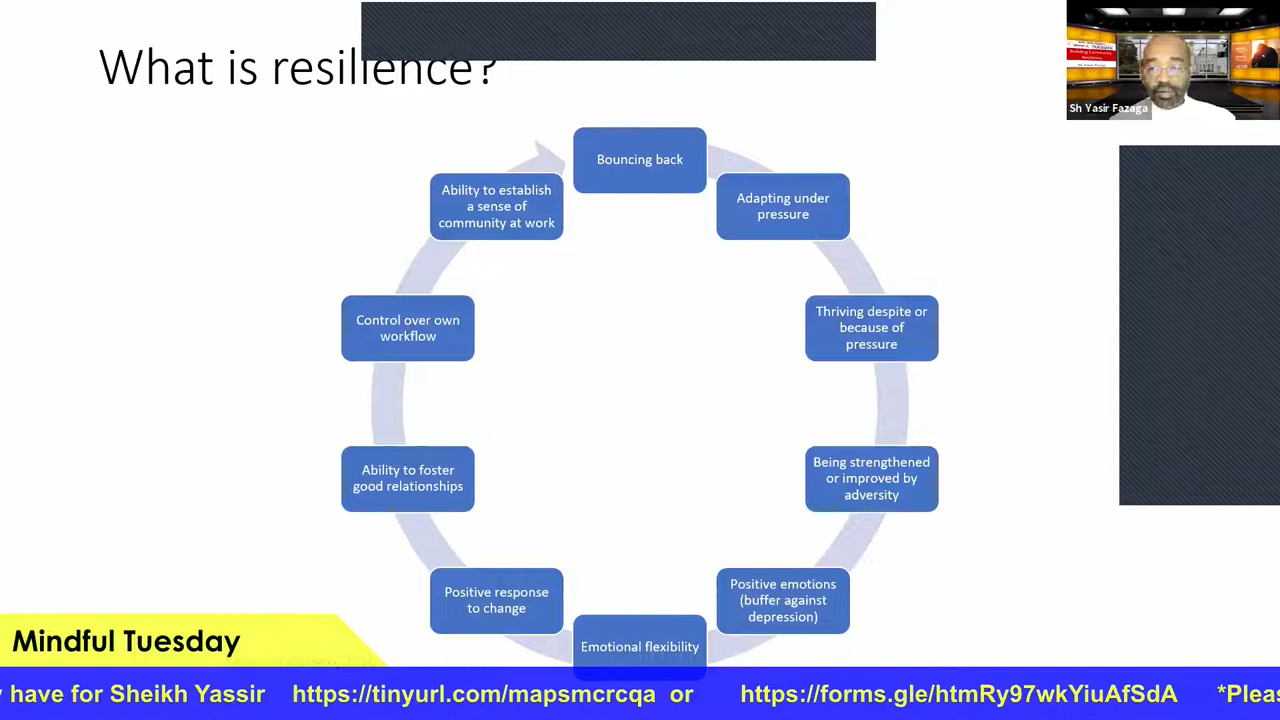 What is resilience?
Bouncing back
Adapting under
pressure
Thriving despite or
because of
pressure
Being strengthened
or improved by
adversity
Positive emotions
(buffer against
depression)
Emotional flexibility
Positive response
to change
Ability to foster
good relationships
Control over own
workflow
Ability to establish
a sense of
community at work
Building Community
Resiliency
Sh Yasir Fazaga
Mindful Tuesday
y have for Sheikh Yassir https://tinyurl.com/mapsmcrcqa or https://forms.gle/htmRy97wkYiuAfSdA *Pleas